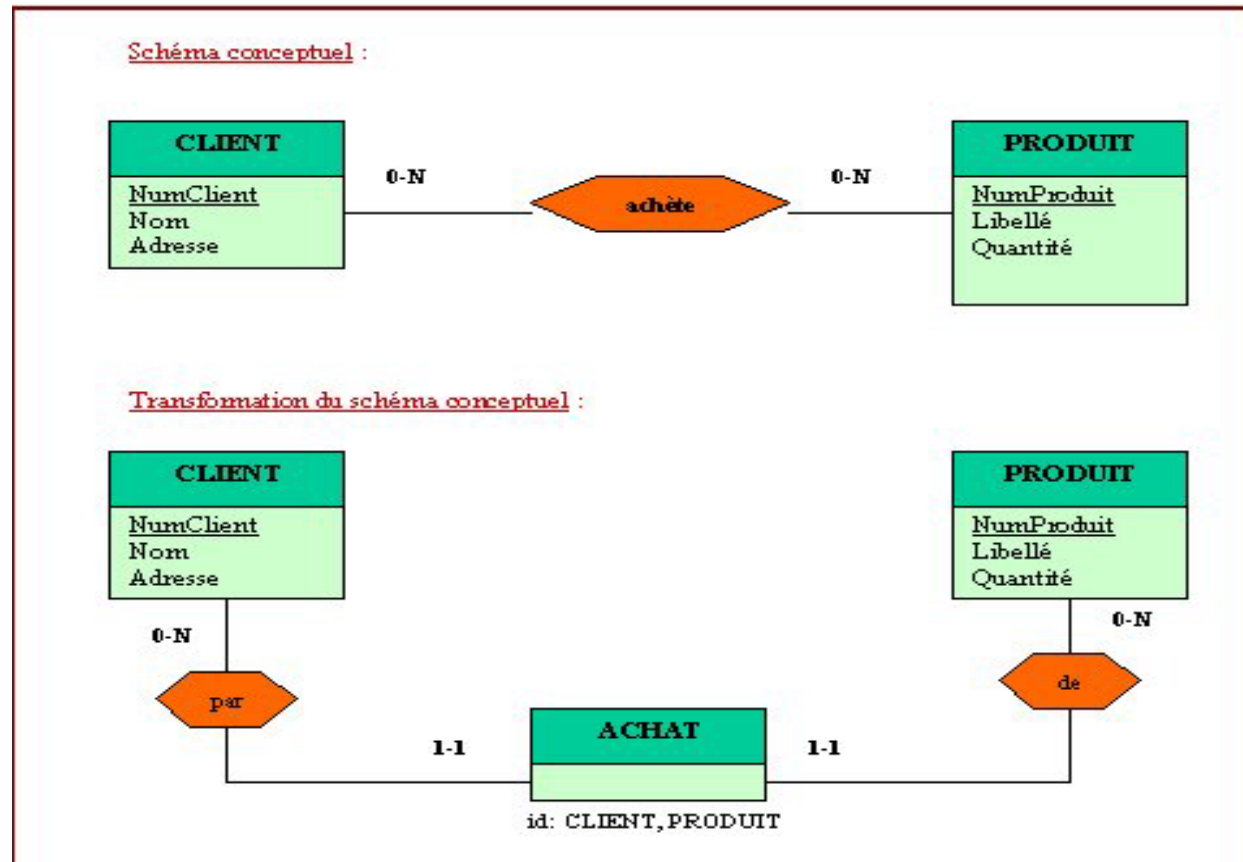 Schéma conceptuel :
CLIENT
NumClient
Nom
Adresse
0-N
achète
0-N
PRODUIT
NumProduit
Libellé
Quantité
Transformation du schéma conceptuel :
CLIENT
NumClient
Nom
Adresse
PRODUIT
NumProduit
Libellé
Quantité
0-N
par
0-N
de
1-1
ACHAT
1-1
id: CLIENT, PRODUIT